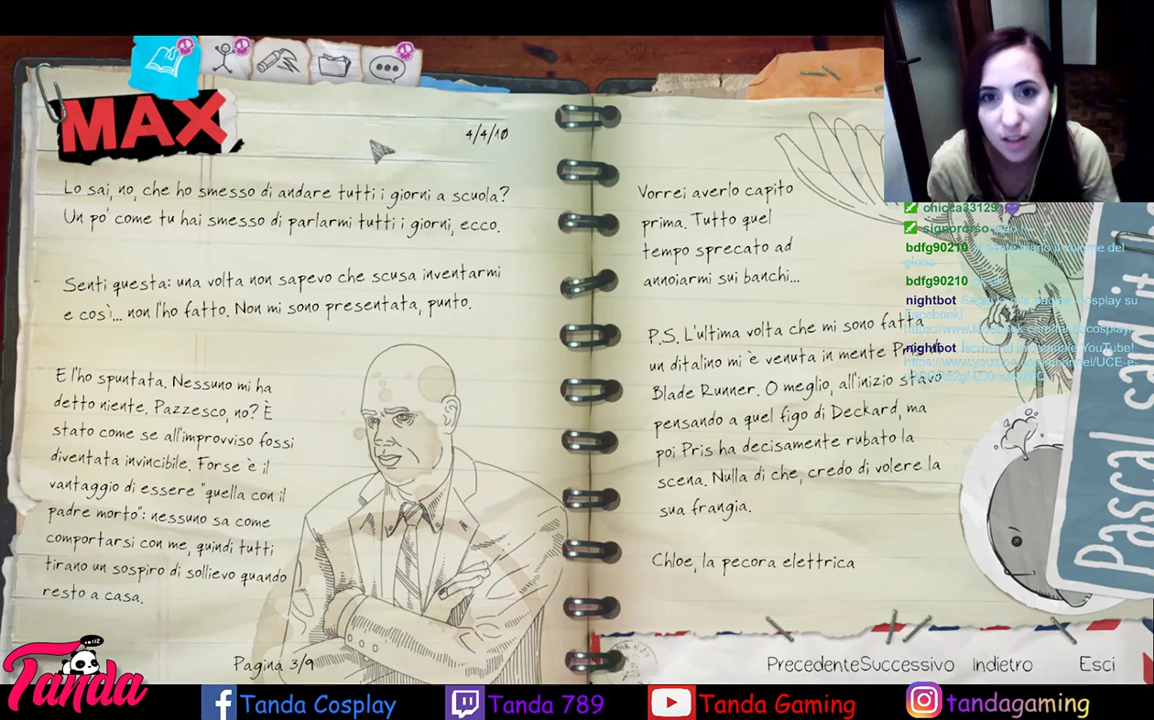 MAX
4/4/10
Lo sai, no, che ho smesso di andare tutti i giorni a scuola?
Un po' come tu hai smesso di parlarmi tutti i giorni, ecco.
Senti questa: una volta non sapevo che scusa inventarmi
e così... non l'ho fatto. Non mi sono presentata, punto.
E l'ho spuntata. Nessuno mi ha
detto niente. Pazzesco, no? È
stato come se all'improvviso fossi
diventata invincibile. Forse è il
vantaggio di essere "quella con il
padre morto": nessuno sa come
comportarsi con me, quindi tutti
tirano un sospiro di sollievo quando
resto a casa.
Pagina 3/9
Vorrei averlo capito
prima. Tutto quel
tempo sprecato ad
annoiarmi sui banchi...
P.S. L'ultima volta che mi sono fatta
un ditalino mi è venuta in mente
Blade Runner. O meglio, all'inizio stavo
pensando a quel figo di Deckard, ma
poi Pris ha decisamente rubato la
scena. Nulla di che, credo di volere la
sua frangia.
Chloe, la pecora elettrica
ohicca33129
signororso
bdfg90210
bdfg90210
nightbot
Facebook!
nightbot
Pascal said it
Precedente
Successivo
Indietro
Esci
Tanda
Tanda Cosplay
Tanda 789
Tanda Gaming
tandagaming